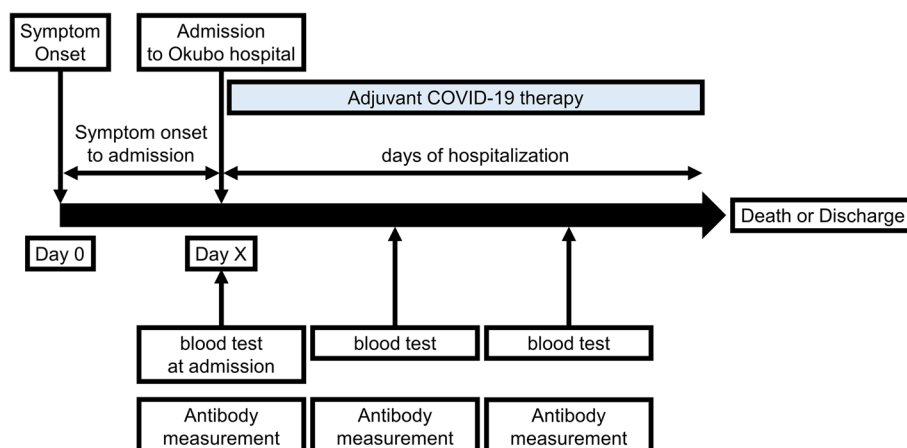 Symptom
Onset
Admission
to Okubo hospital
Adjuvant COVID-19 therapy
Symptom onset
to admission
days of hospitalization
Death or Discharge
Day 0
Day X
blood test
at admission
blood test
blood test
Antibody
measurement
Antibody
measurement
Antibody
measurement